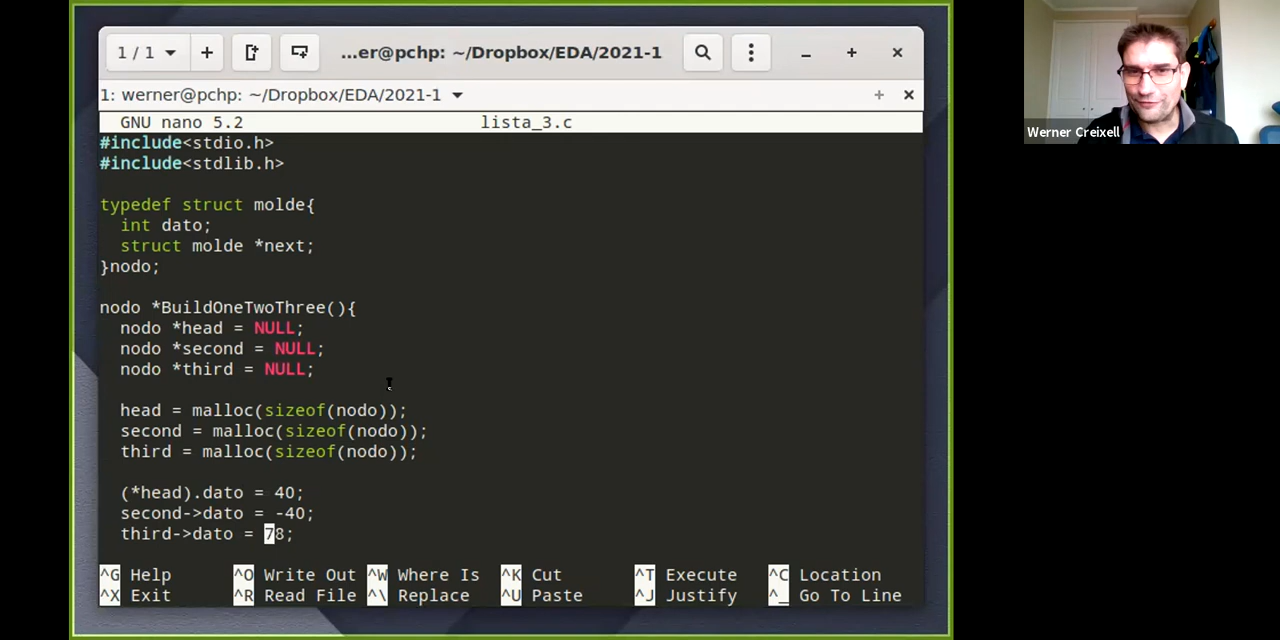 1 / 1
…er@pchp: ~/Dropbox/EDA/2021-1
1: werner@pchp: ~/Dropbox/EDA/2021-1
GNU nano 5.2 lista_3.c
#include<stdio.h>
#include<stdlib.h>
typedef struct molde{
int dato;
struct molde *next;
}nodo;
nodo *BuildOneTwoThree(){
nodo *head = NULL;
nodo *second = NULL;
nodo *third = NULL;
head = malloc(sizeof(nodo));
second = malloc(sizeof(nodo));
third = malloc(sizeof(nodo));
(*head).dato = 40;
second->dato = -40;
third->dato = 78;
^G Help ^O Write Out ^W Where Is ^K Cut ^T Execute ^C Location
^X Exit ^R Read File ^\ Replace ^U Paste ^J Justify ^_ Go To Line
Werner Creixell